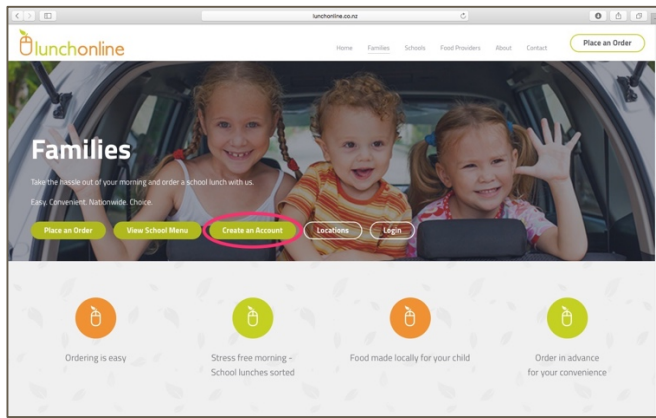 lunchonline.co.nz
lunchonline
Home Families Schools Food Providers About Contact Place an Order
Families
Take the hassle out of your morning and order a school lunch with us.
Easy. Convenient. Nationwide. Choice.
Place an Order View School Menu Create an Account Locations Login
Ordering is easy
Stress free morning -
School lunches sorted
Food made locally for your child
Order in advance
for your convenience